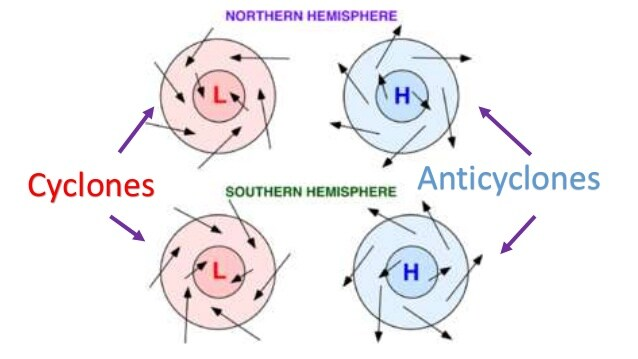 NORTHERN HEMISPHERE
L
H
Cyclones
Anticyclones
SOUTHERN HEMISPHERE
L
H